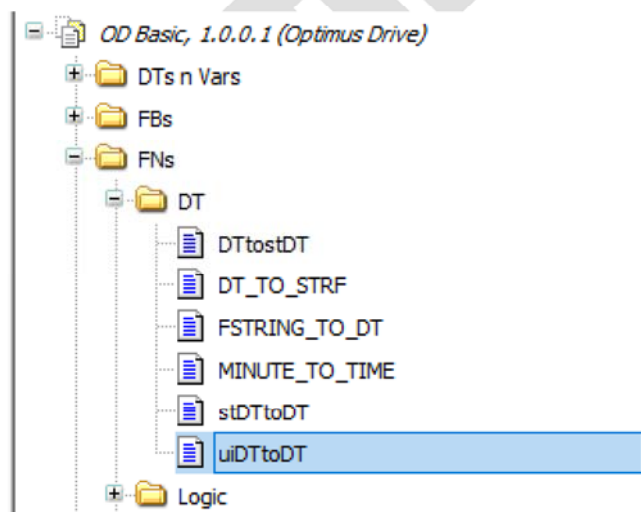 OD Basic, 1.0.0.1 (Optimus Drive)
DTs n Vars
FBs
FNs
DT
DTtostDT
DT_TO_STRF
FSTRING_TO_DT
MINUTE_TO_TIME
stDTtoDT
uiDTtoDT
Logic